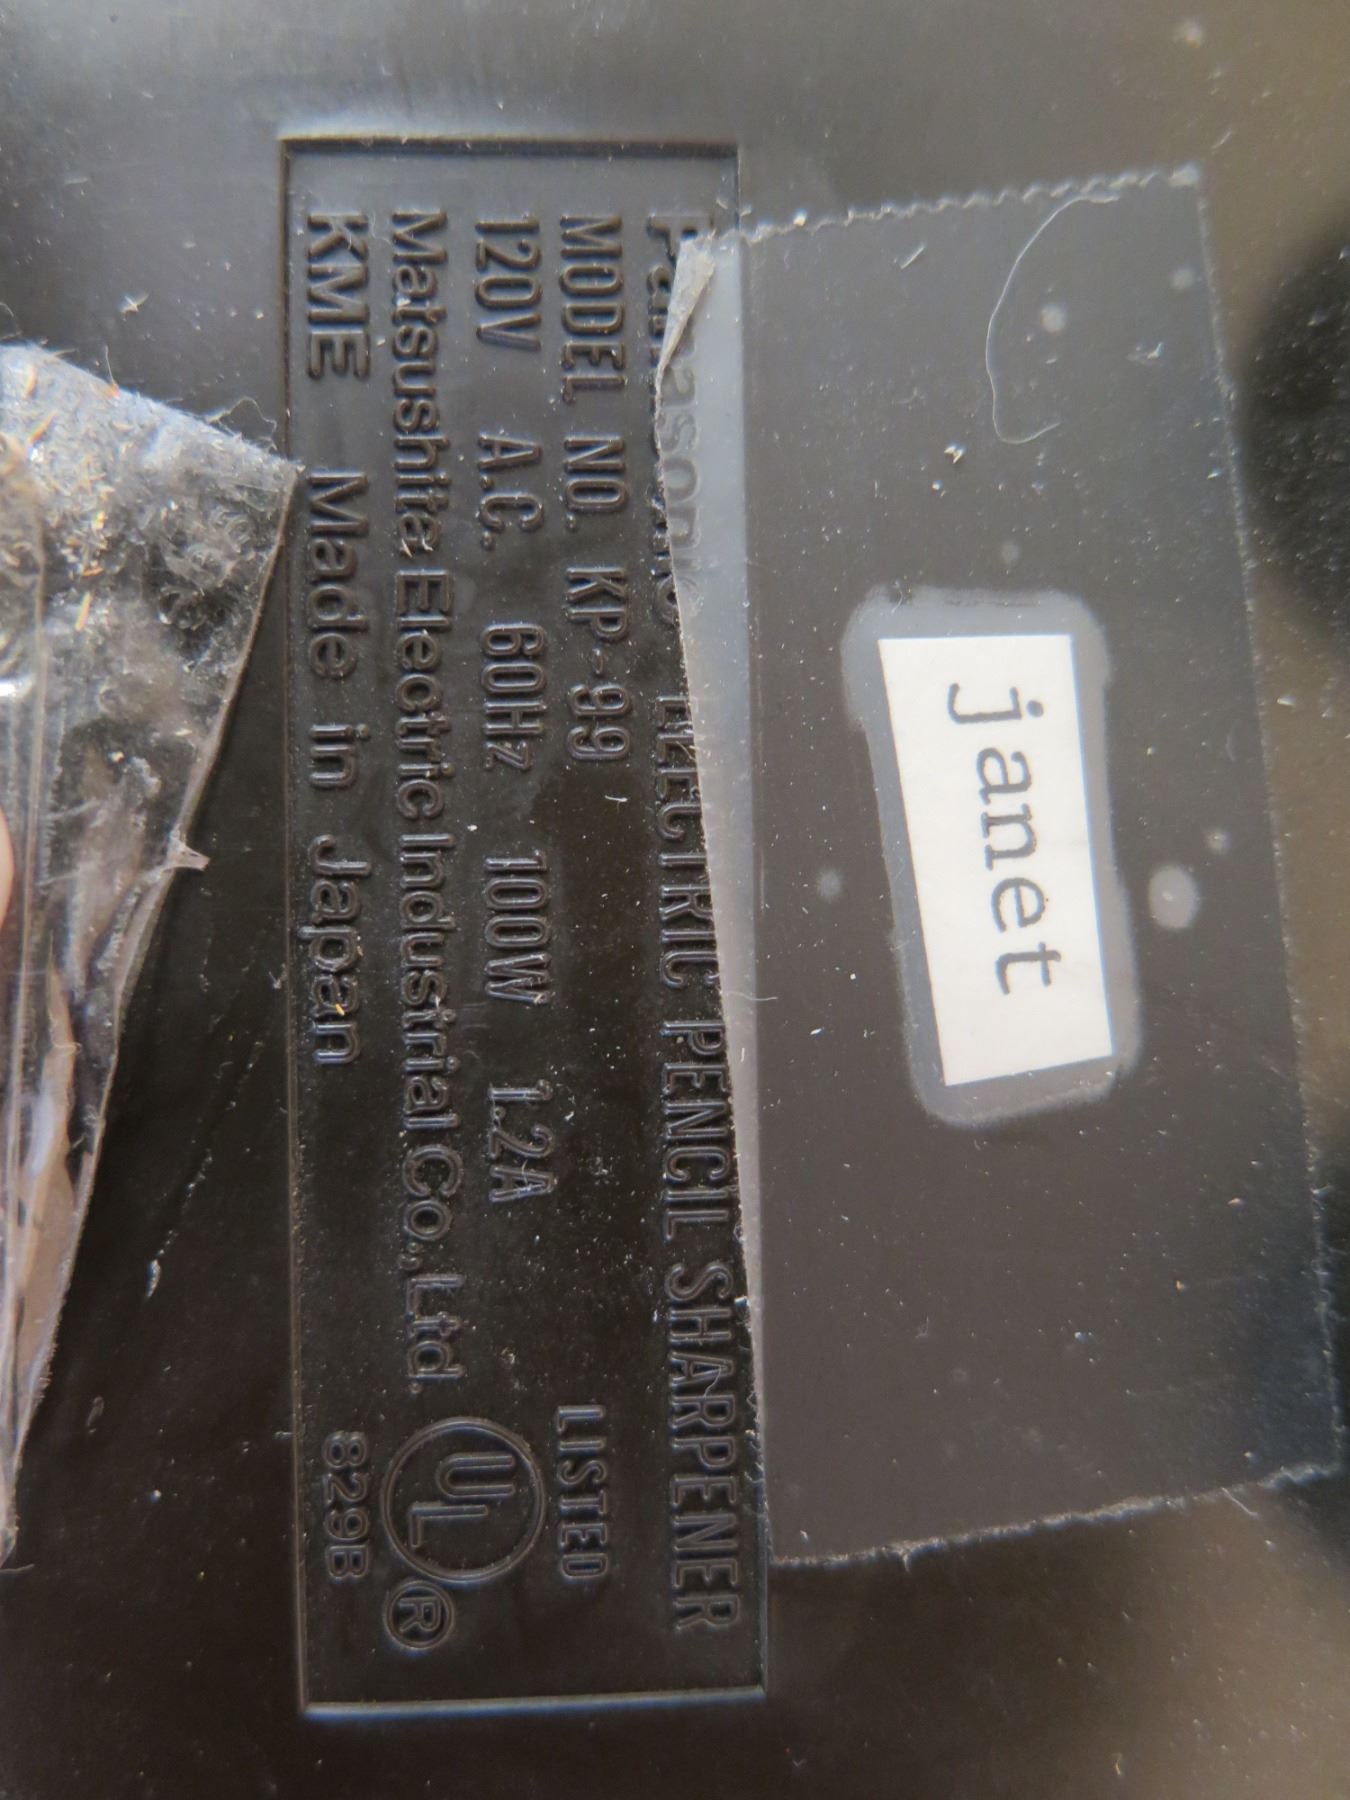 janet
Panasonic ELECTRIC PENCIL SHARPENER
MODEL NO. KP-99
LISTED
120V A.C. 60Hz 100W 1.2A
UL ®
Matsushita Electric Industrial Co., Ltd.
KME Made in Japan 829B